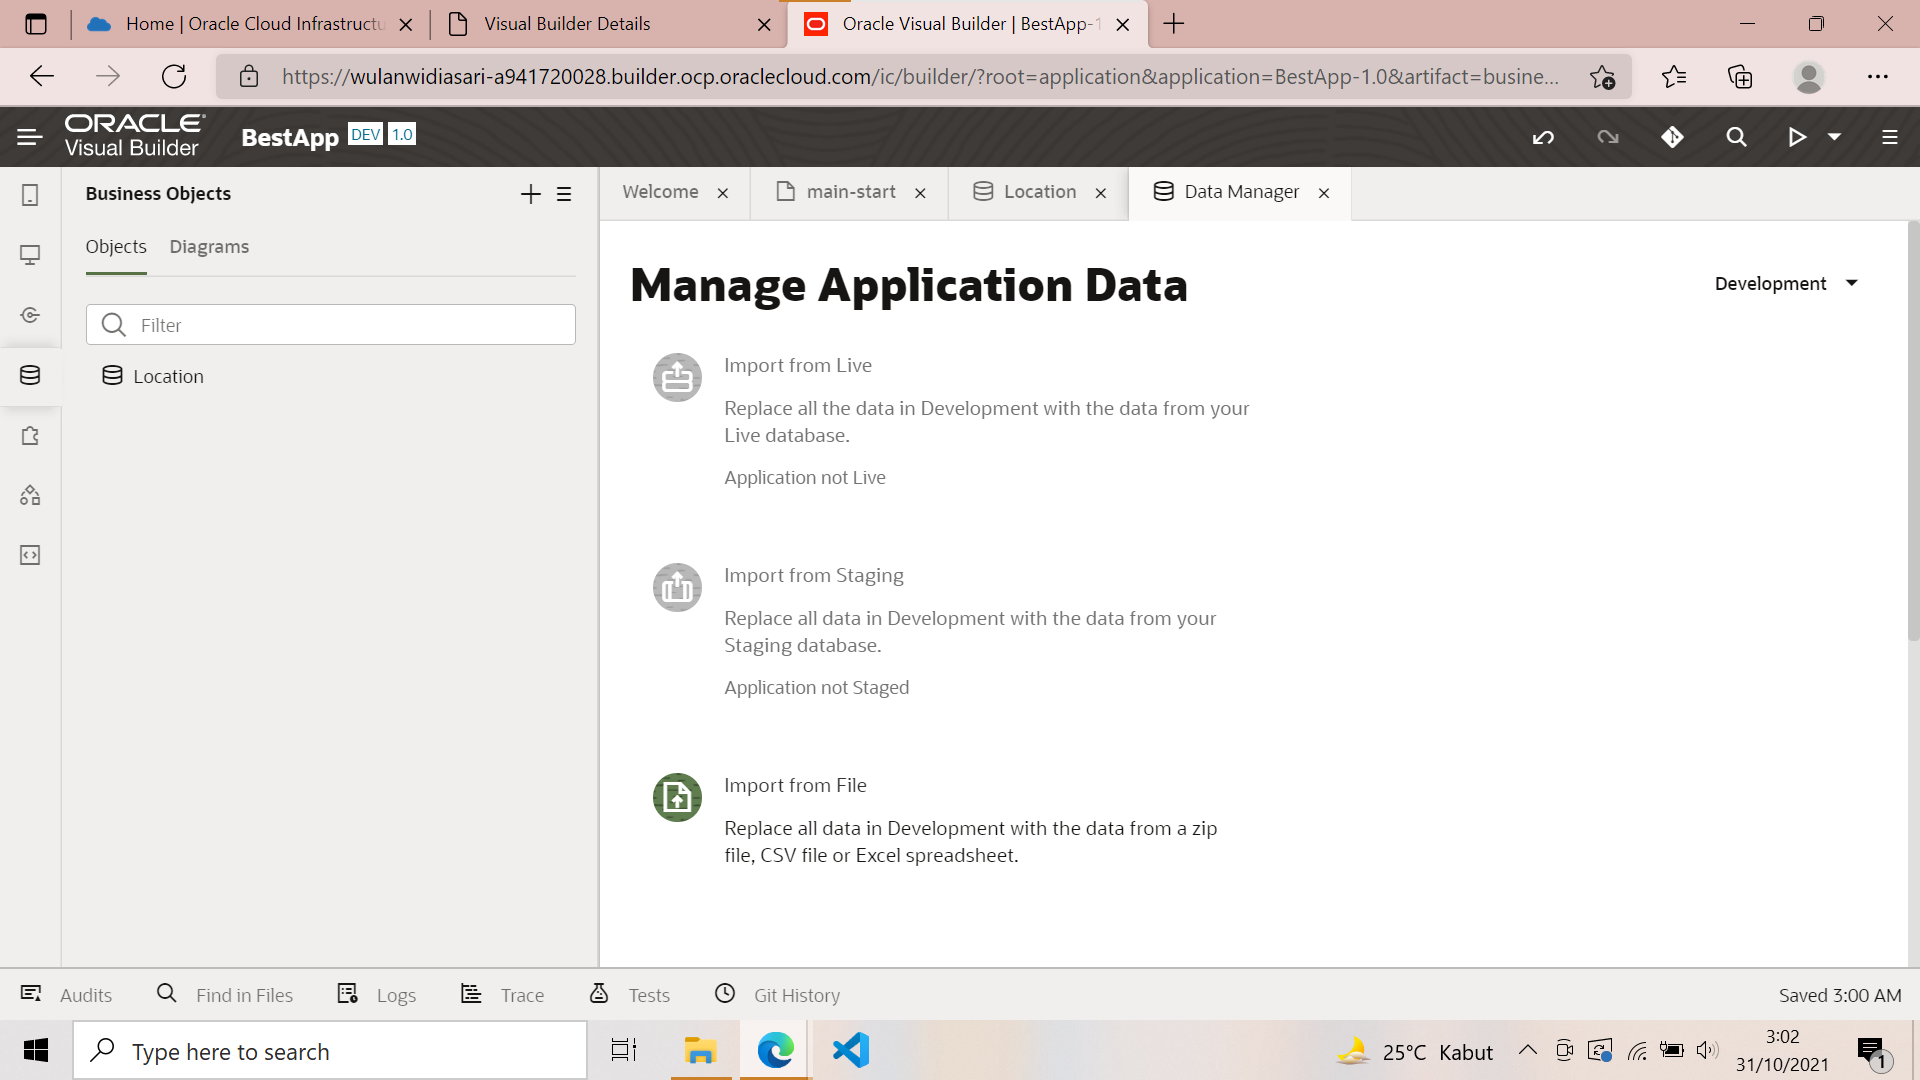 Home | Oracle Cloud Infrastructu
Visual Builder Details
Oracle Visual Builder | BestApp-1
https://wulanwidiasari-a941720028.builder.ocp.oraclecloud.com/ic/builder/?root=application&application=BestApp-1.0&artifact=busine...
ORACLE
Visual Builder
BestApp DEV 1.0
Business Objects
Objects Diagrams
Filter
Location
Welcome
main-start
Location
Data Manager
Manage Application Data
Development
Import from Live
Replace all the data in Development with the data from your
Live database.
Application not Live
Import from Staging
Replace all data in Development with the data from your
Staging database.
Application not Staged
Import from File
Replace all data in Development with the data from a zip
file, CSV file or Excel spreadsheet.
Audits
Find in Files
Logs
Trace
Tests
Git History
Saved 3:00 AM
Type here to search
25°C Kabut
3:02
31/10/2021
1